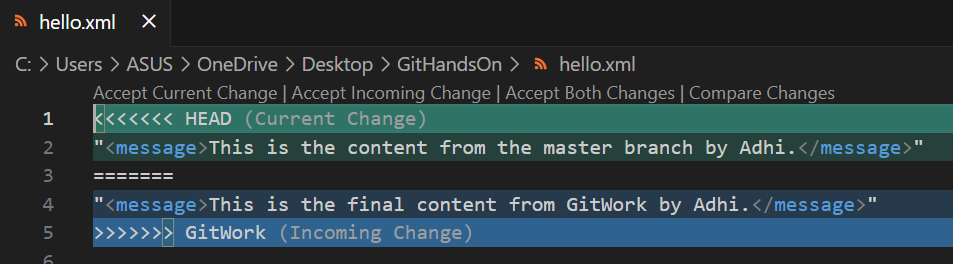 hello.xml
C: > Users > ASUS > OneDrive > Desktop > GitHandsOn > hello.xml
Accept Current Change | Accept Incoming Change | Accept Both Changes | Compare Changes
1 <<<<<<< HEAD (Current Change)
2 "<message>This is the content from the master branch by Adhi.</message>"
3 =======
4 "<message>This is the final content from GitWork by Adhi.</message>"
5 >>>>>>> GitWork (Incoming Change)
6